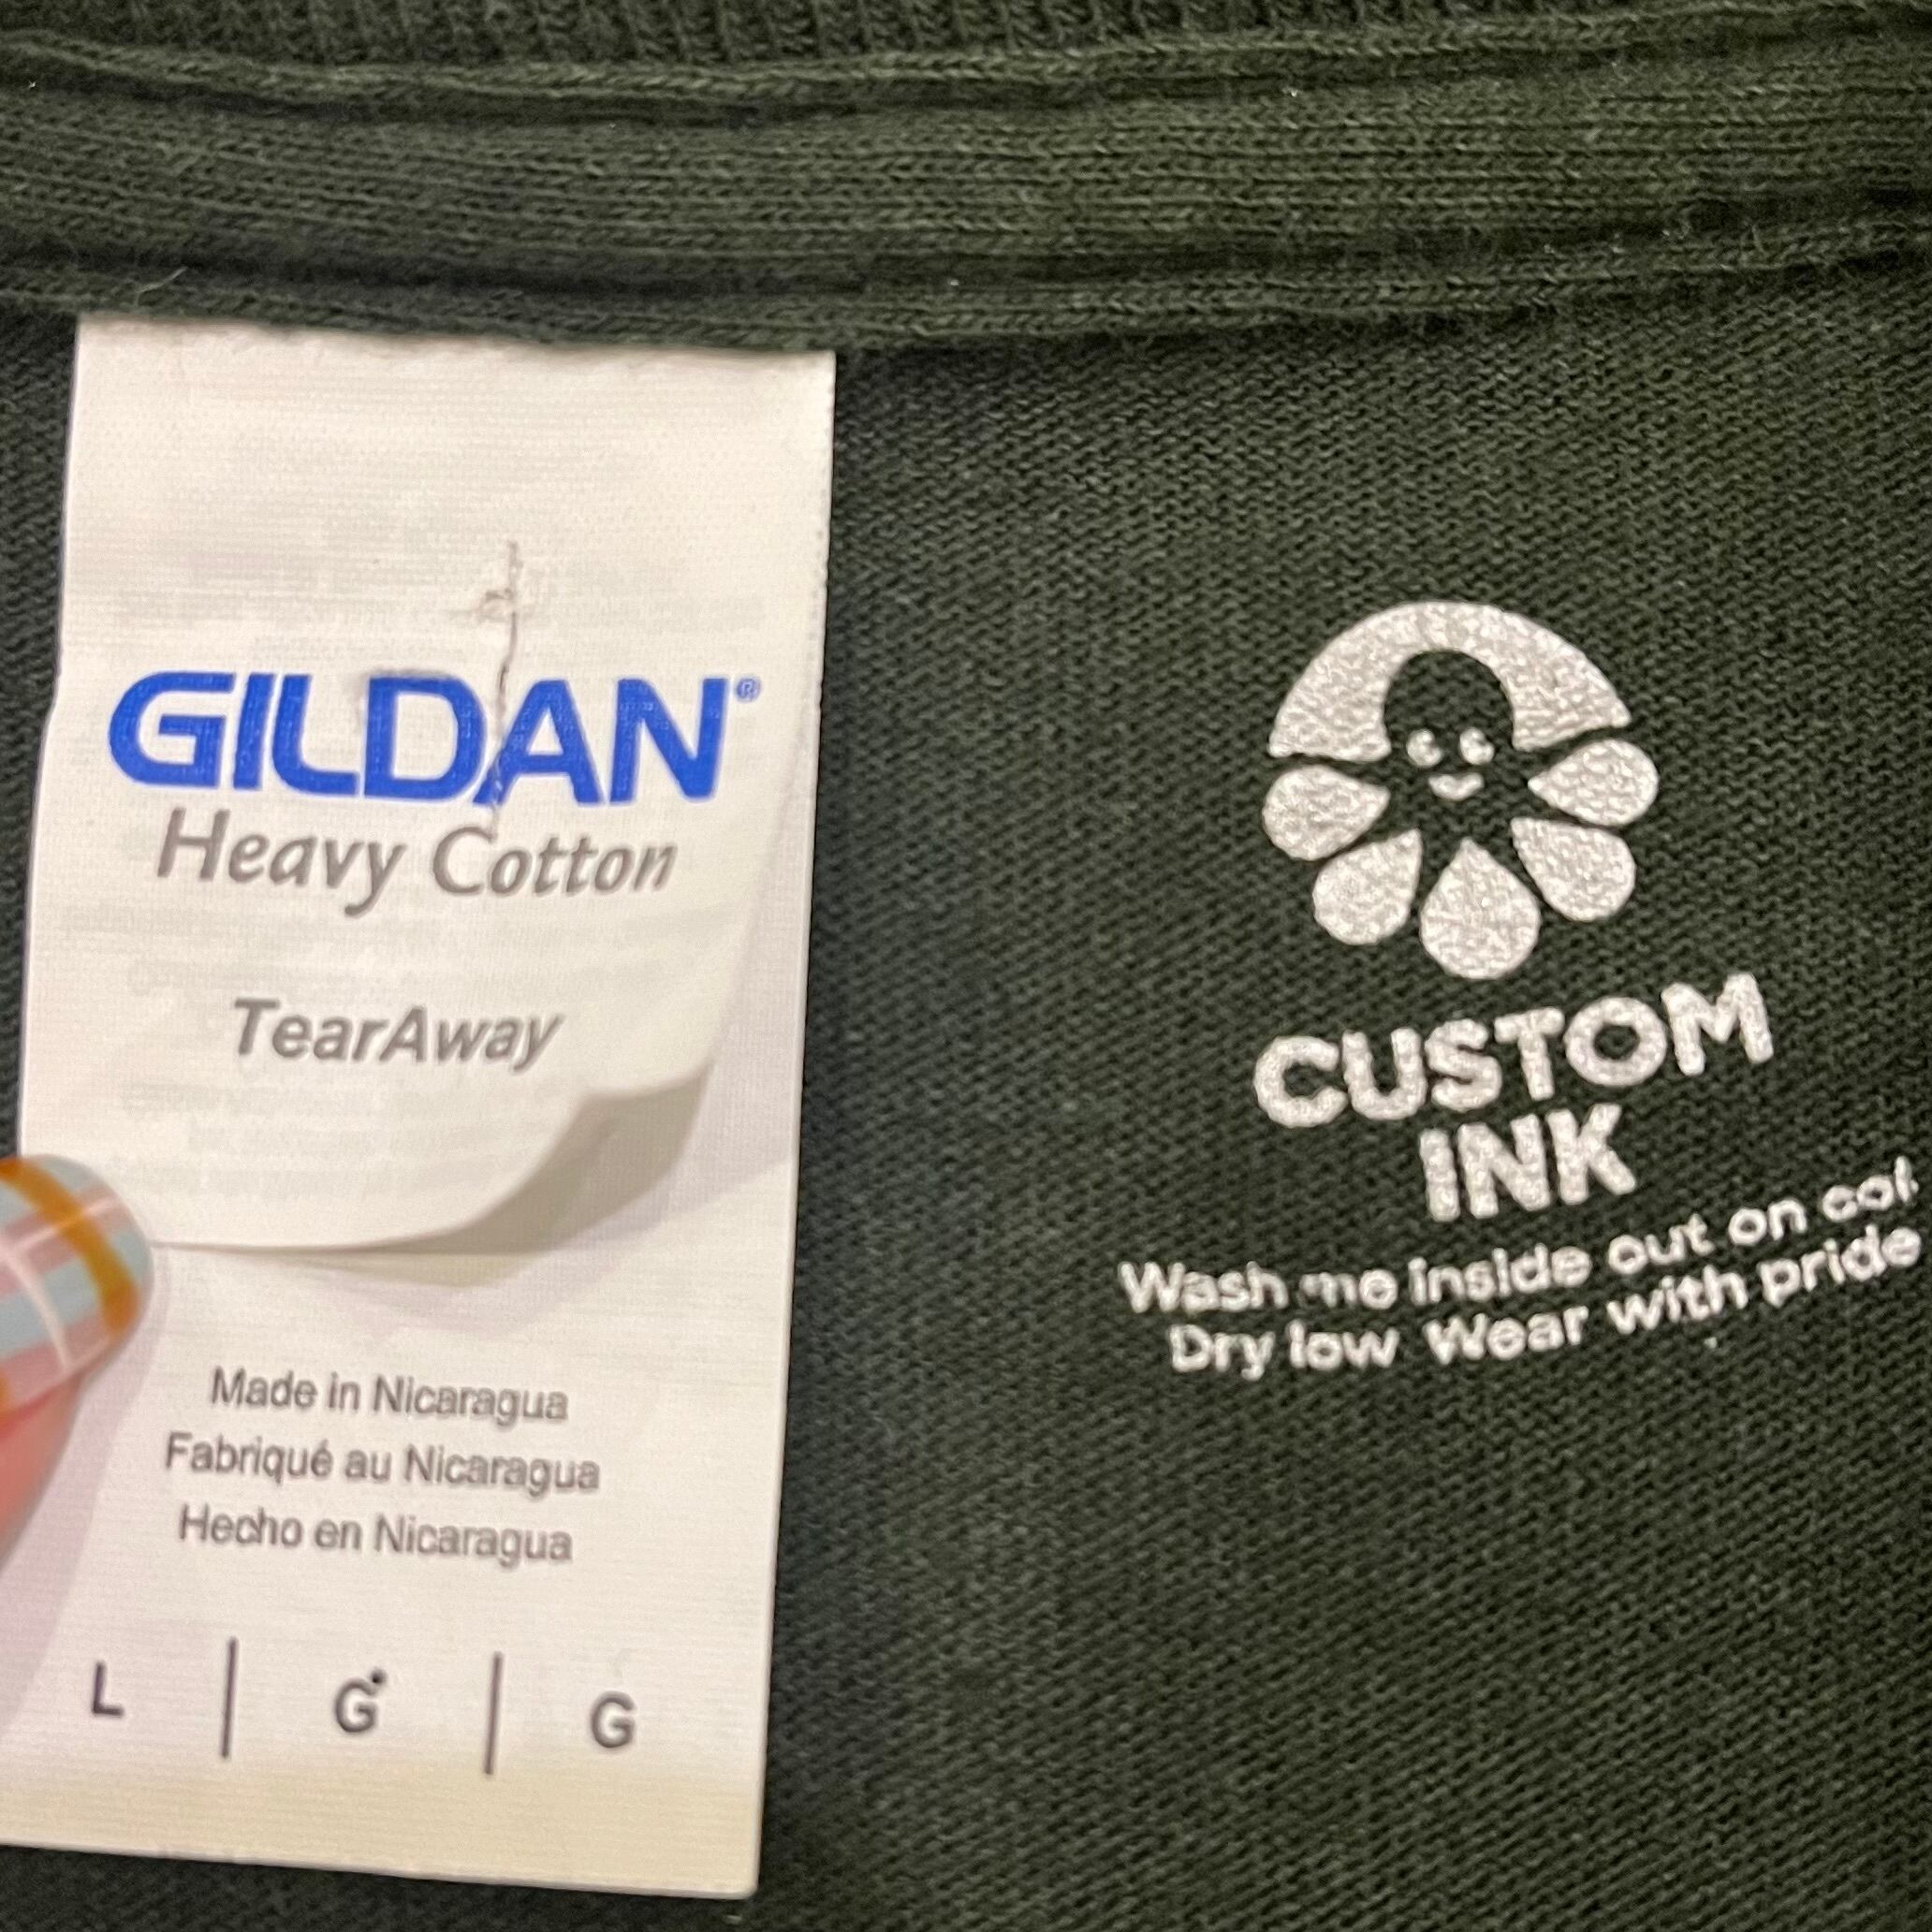 GILDAN®
Heavy Cotton
TearAway
Made in Nicaragua
Fabriqué au Nicaragua
Hecho en Nicaragua
L | G | G
CUSTOM
INK
Wash me inside out on
Dry low Wear with pride